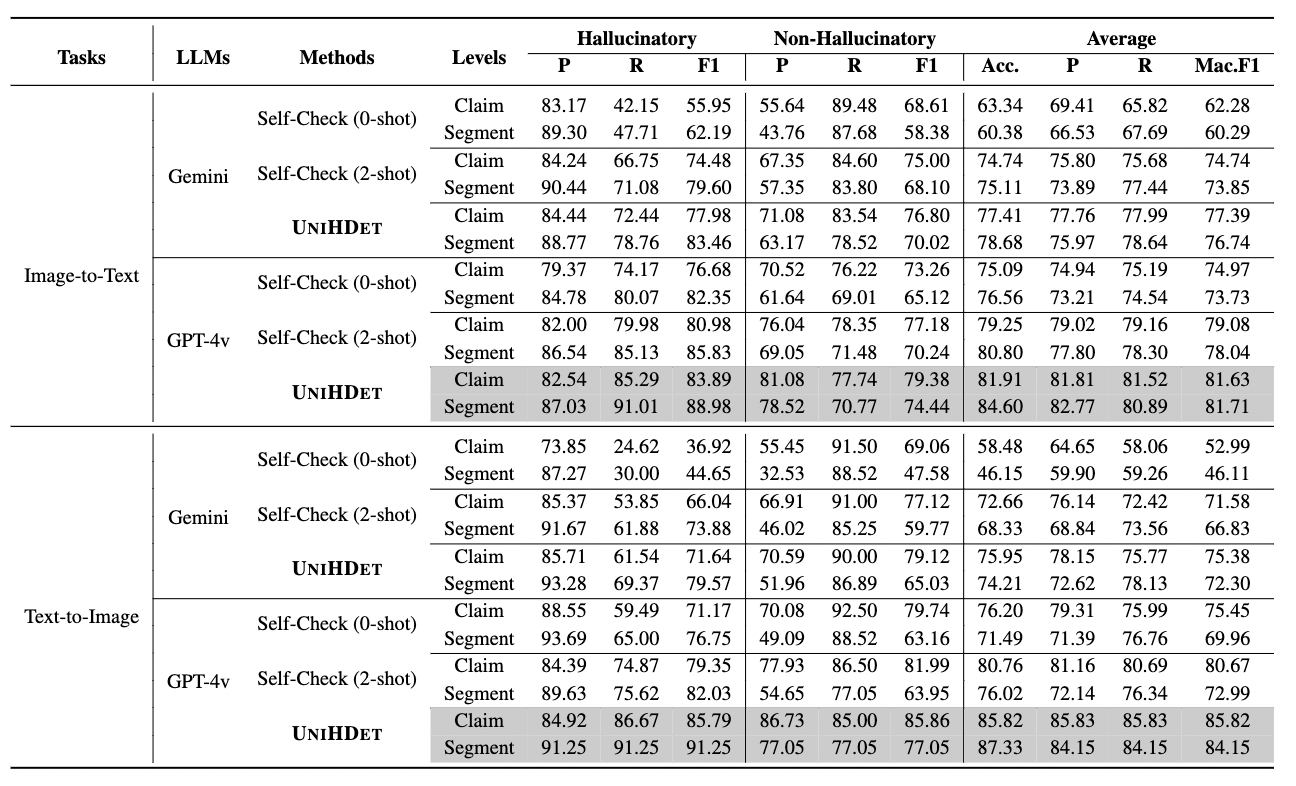 Hallucinatory Non-Hallucinatory Average
Tasks LLMs Methods Levels P R F1 P R F1 Acc. P R Mac.F1
Image-to-Text
Gemini
Self-Check (0-shot)
Claim 83.17 42.15 55.95 55.64 89.48 68.61 63.34 69.41 65.82 62.28
Segment 89.30 47.71 62.19 43.76 87.68 58.38 60.38 66.53 67.69 60.29
Self-Check (2-shot)
Claim 84.24 66.75 74.48 67.35 84.60 75.00 74.74 75.80 75.68 74.74
Segment 90.44 71.08 79.60 57.35 83.80 68.10 75.11 73.89 77.44 73.85
UNIHDET
Claim 84.44 72.44 77.98 71.08 83.54 76.80 77.41 77.76 77.99 77.39
Segment 88.77 78.76 83.46 63.17 78.52 70.02 78.68 75.97 78.64 76.74
GPT-4v
Self-Check (0-shot)
Claim 79.37 74.17 76.68 70.52 76.22 73.26 75.09 74.94 75.19 74.97
Segment 84.78 80.07 82.35 61.64 69.01 65.12 76.56 73.21 74.54 73.73
Self-Check (2-shot)
Claim 82.00 79.98 80.98 76.04 78.35 77.18 79.25 79.02 79.16 79.08
Segment 86.54 85.13 85.83 69.05 71.48 70.24 80.80 77.80 78.30 78.04
UNIHDET
Claim 82.54 85.29 83.89 81.08 77.74 79.38 81.91 81.81 81.52 81.63
Segment 87.03 91.01 88.98 78.52 70.77 74.44 84.60 82.77 80.89 81.71
Text-to-Image
Gemini
Self-Check (0-shot)
Claim 73.85 24.62 36.92 55.45 91.50 69.06 58.48 64.65 58.06 52.99
Segment 87.27 30.00 44.65 32.53 88.52 47.58 46.15 59.90 59.26 46.11
Self-Check (2-shot)
Claim 85.37 53.85 66.04 66.91 91.00 77.12 72.66 76.14 72.42 71.58
Segment 91.67 61.88 73.88 46.02 85.25 59.77 68.33 68.84 73.56 66.83
UNIHDET
Claim 85.71 61.54 71.64 70.59 90.00 79.12 75.95 78.15 75.77 75.38
Segment 93.28 69.37 79.57 51.96 86.89 65.03 74.21 72.62 78.13 72.30
GPT-4v
Self-Check (0-shot)
Claim 88.55 59.49 71.17 70.08 92.50 79.74 76.20 79.31 75.99 75.45
Segment 93.69 65.00 76.75 49.09 88.52 63.16 71.49 71.39 76.76 69.96
Self-Check (2-shot)
Claim 84.39 74.87 79.35 77.93 86.50 81.99 80.76 81.16 80.69 80.67
Segment 89.63 75.62 82.03 54.65 77.05 63.95 76.02 72.14 76.34 72.99
UNIHDET
Claim 84.92 86.67 85.79 86.73 85.00 85.86 85.82 85.83 85.83 85.82
Segment 91.25 91.25 91.25 77.05 77.05 77.05 87.33 84.15 84.15 84.15